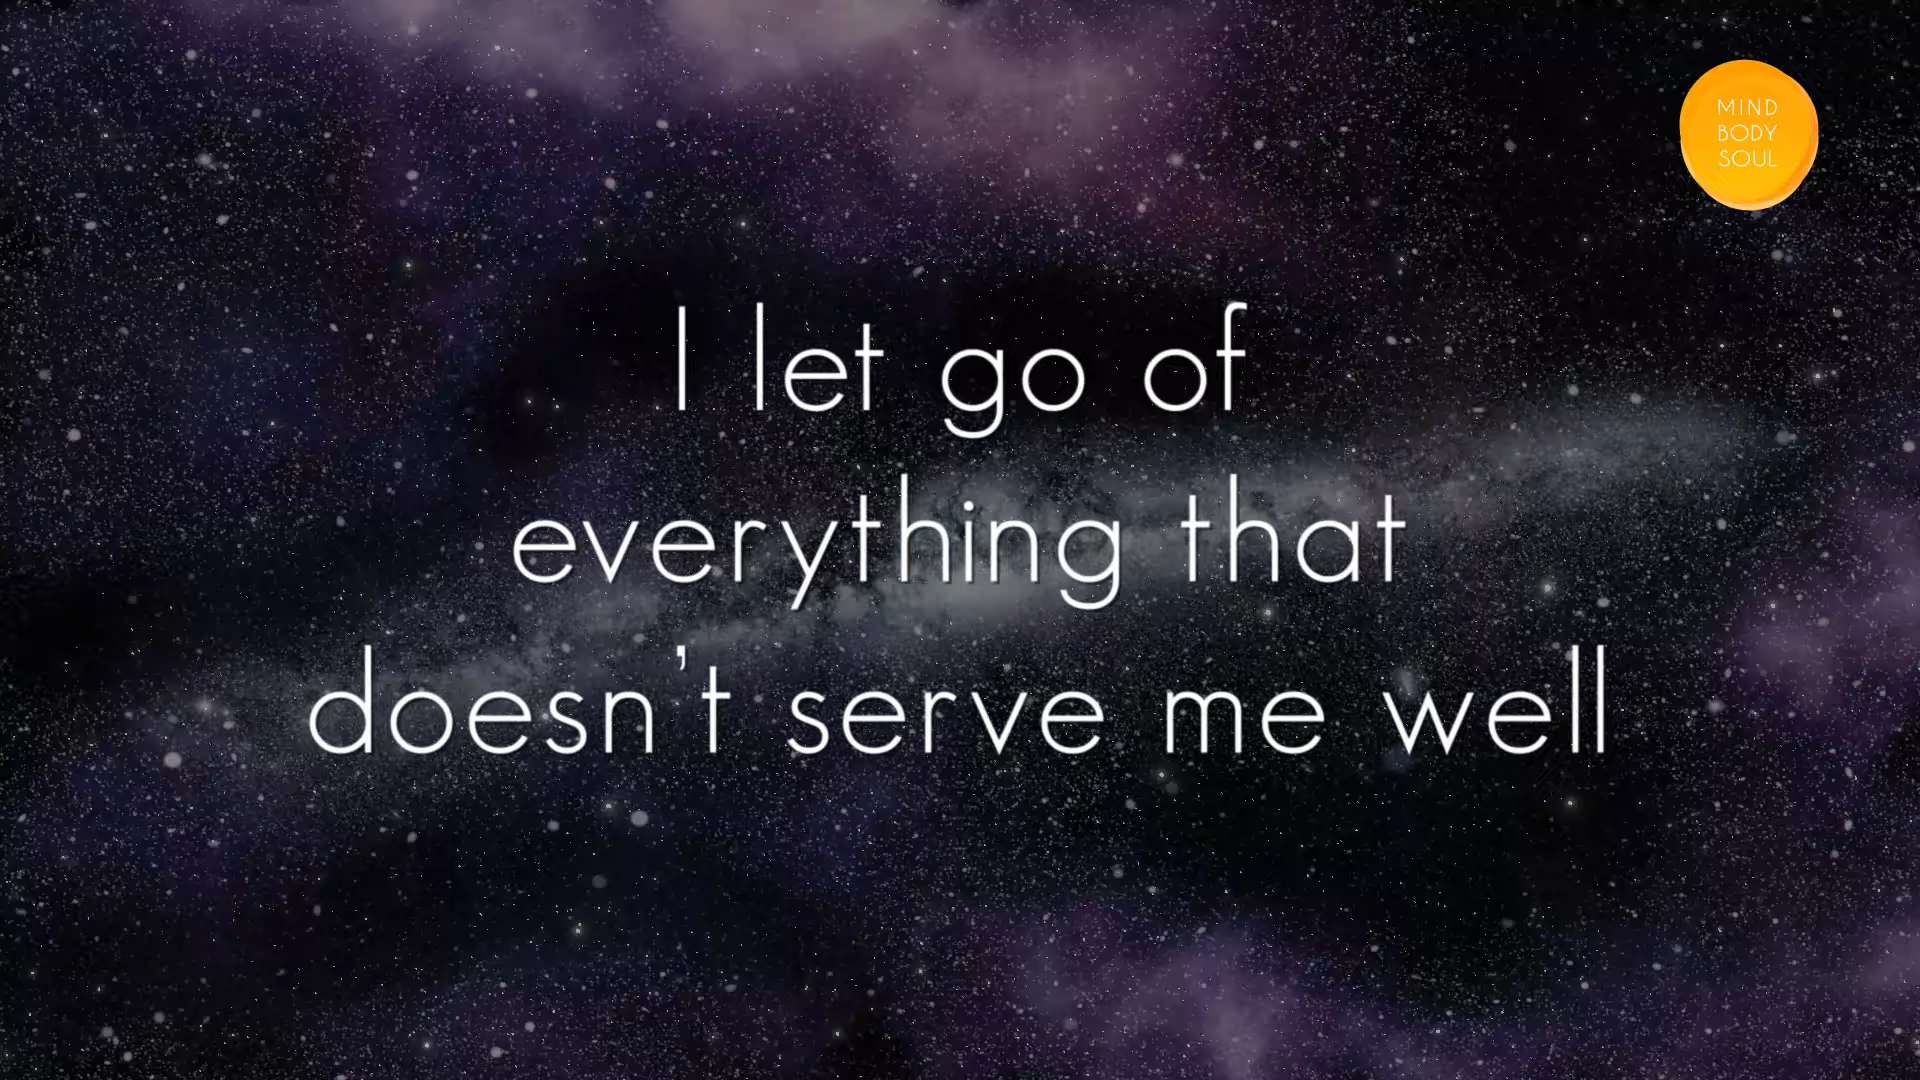 MIND
BODY
SOUL
I let go of
everything that
doesn't serve me well